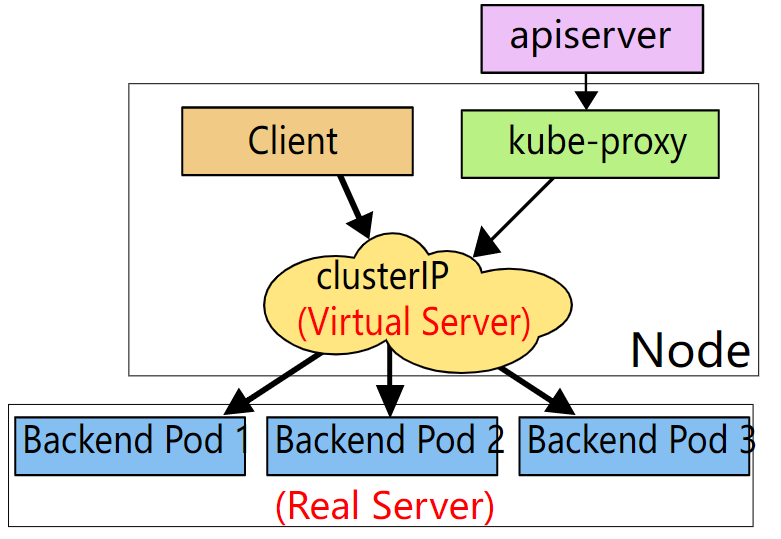 apiserver
Client
kube-proxy
clusterIP
(Virtual Server)
Node
Backend Pod 1
Backend Pod 2
Backend Pod 3
(Real Server)